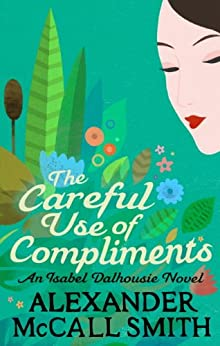 The
Careful
Use of
Compliments
An Isabel Dalhousie Novel
ALEXANDER
McCALL SMITH